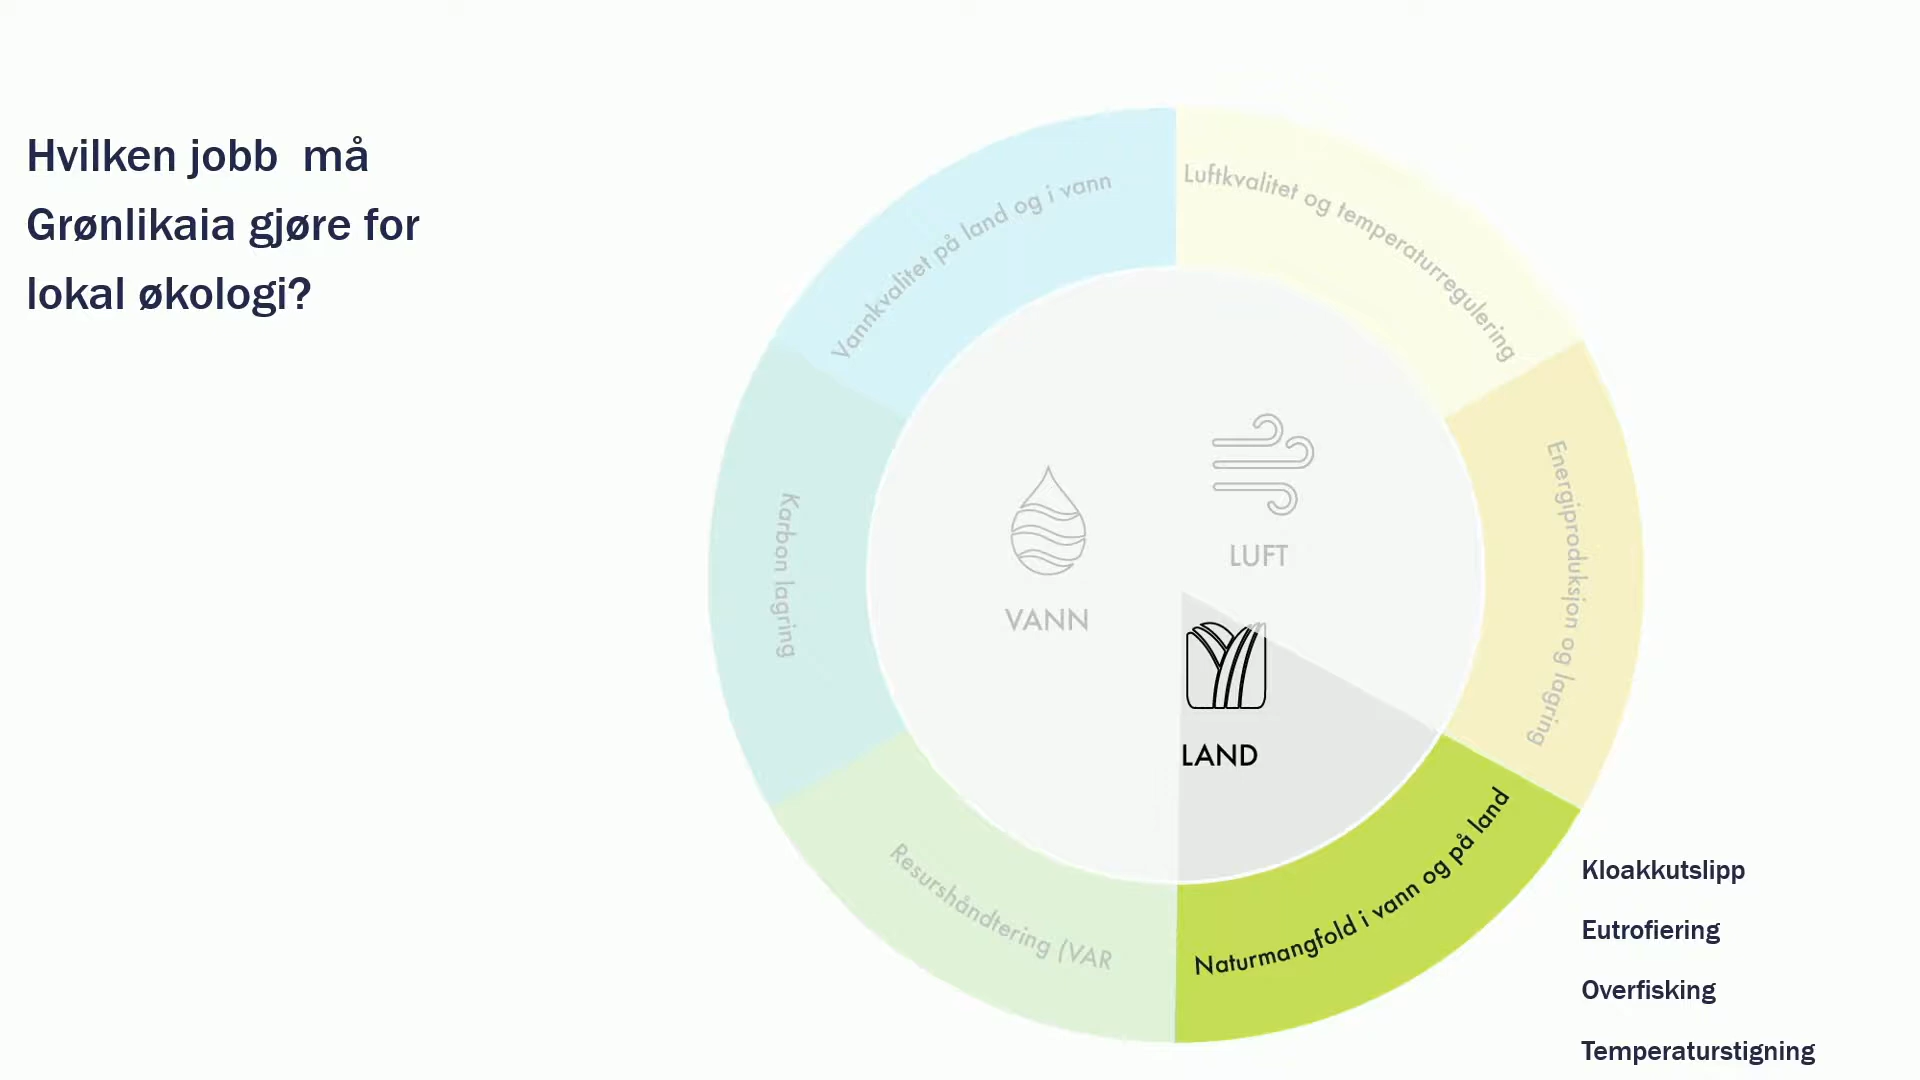 Hvilken jobb  må
Grønlikaia gjøre for
lokal økologi?
Vannkvalitet på land og i vann
Luftkvalitet og temperaturregulering
Energiproduksjon og lagring
Karbon lagring
LUFT
VANN
LAND
Naturmangfold i vann og på land
Resurshåndtering (VAR
Kloakkutslipp
Eutrofiering
Overfisking
Temperaturstigning